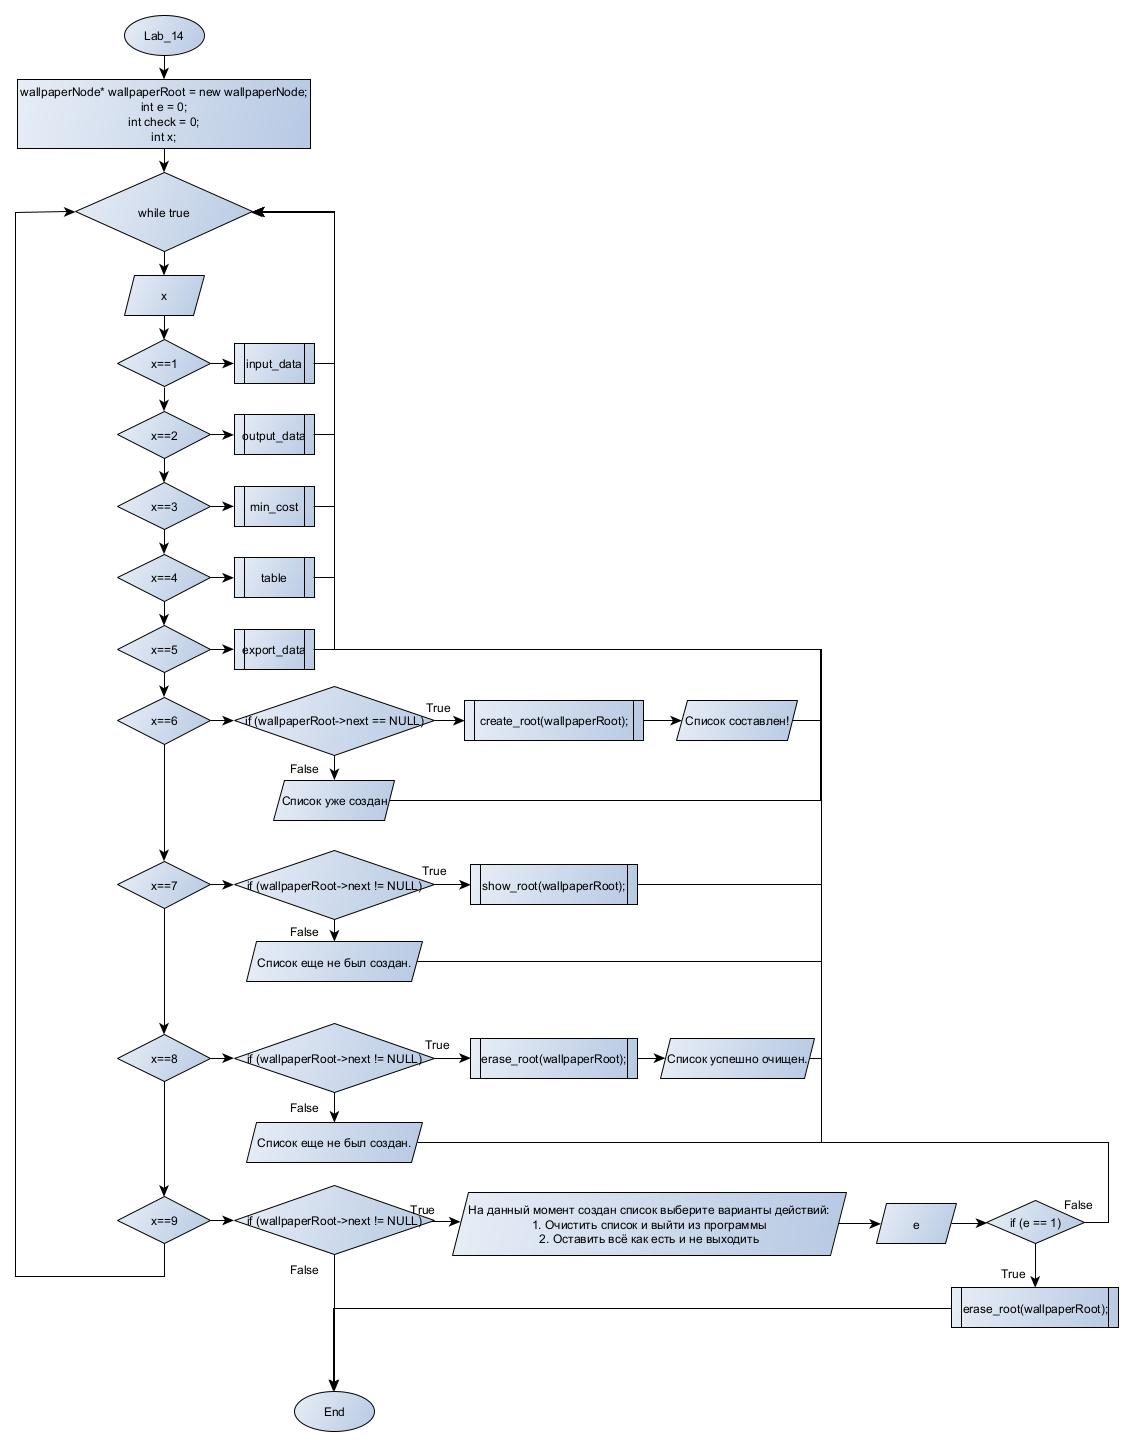 Lab_14
wallpaperNode* wallpaperRoot = new wallpaperNode;
int e = 0;
int check = 0;
int x;
while true
x
x==1
input_data
x==2
output_data
x==3
min_cost
x==4
table
x==5
export_data
x==6
if (wallpaperRoot->next == NULL)
True
create_root(wallpaperRoot);
Список составлен!
False
Список уже создан
x==7
if (wallpaperRoot->next != NULL)
True
show_root(wallpaperRoot);
False
Список еще не был создан.
x==8
if (wallpaperRoot->next != NULL)
True
erase_root(wallpaperRoot);
Список успешно очищен.
False
Список еще не был создан.
x==9
if (wallpaperRoot->next != NULL)
True
На данный момент создан список выберите варианты действий:
1. Очистить список и выйти из программы
2. Оставить всё как есть и не выходить
e
if (e == 1)
False
False
True
erase_root(wallpaperRoot);
End